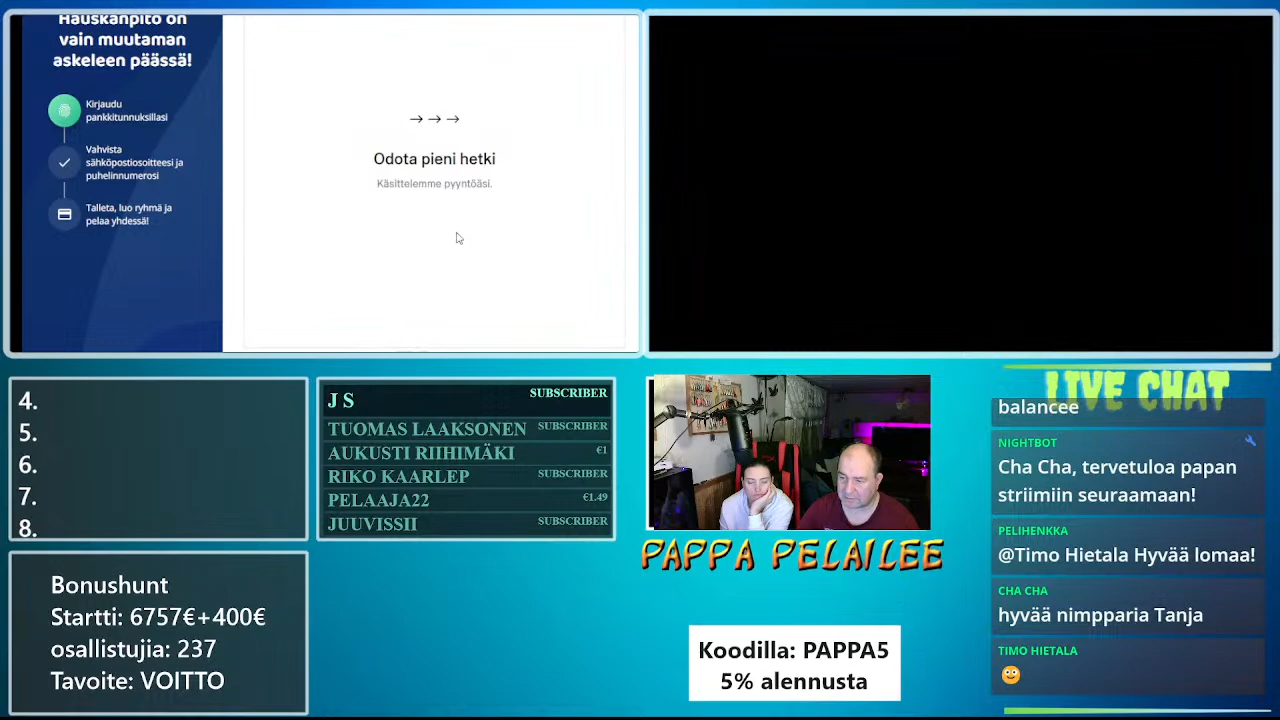 Hauskanpito on
vain muutaman
askeleen päässä!
Kirjaudu
pankkitunnuksillasi
Vahvista
sähköpostiosoitteesi ja
puhelinnumerosi
Talleta, luo ryhmä ja
pelaa yhdessä!
Odota pieni hetki
Käsittelemme pyyntöäsi.
4.
5.
6.
7.
8.
J S SUBSCRIBER
TUOMAS LAAKSONEN SUBSCRIBER
AUKUSTI RIIHIMÄKI €1
RIKO KAARLEP SUBSCRIBER
PELAAJA22 €1.49
JUUVISSII SUBSCRIBER
Bonushunt
Startti: 6757€+400€
osallistujia: 237
Tavoite: VOITTO
PAPPA PELAILEE
Koodilla: PAPPA5
5% alennusta
LIVE CHAT
balancee
NIGHTBOT
Cha Cha, tervetuloa papan
striimiin seuraamaan!
PELIHENKKA
@Timo Hietala Hyvää lomaa!
CHA CHA
hyvää nimpparia Tanja
TIMO HIETALA